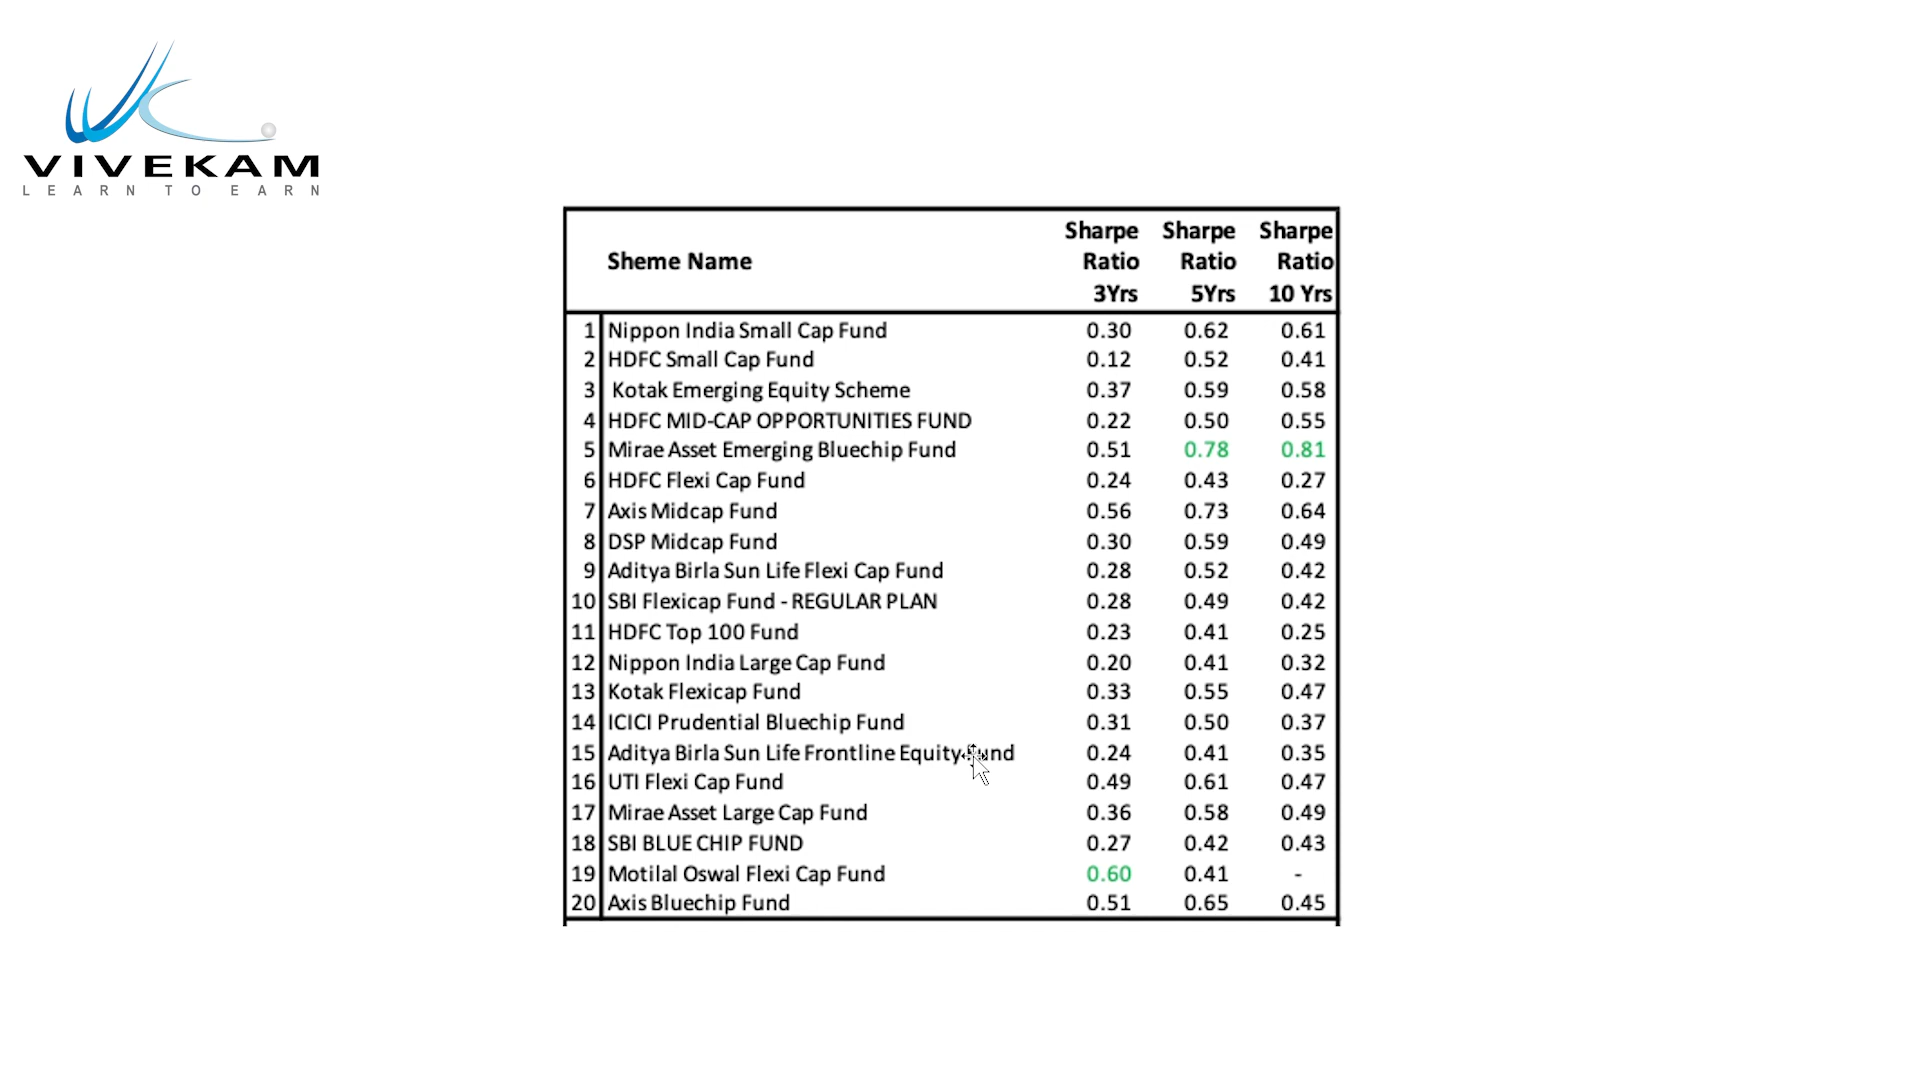 VIVEKAM
LEARN TO EARN
Sheme Name Sharpe Ratio 3Yrs Sharpe Ratio 5Yrs Sharpe Ratio 10 Yrs
1 Nippon India Small Cap Fund 0.30 0.62 0.61
2 HDFC Small Cap Fund 0.12 0.52 0.41
3 Kotak Emerging Equity Scheme 0.37 0.59 0.58
4 HDFC MID-CAP OPPORTUNITIES FUND 0.22 0.50 0.55
5 Mirae Asset Emerging Bluechip Fund 0.51 0.78 0.81
6 HDFC Flexi Cap Fund 0.24 0.43 0.27
7 Axis Midcap Fund 0.56 0.73 0.64
8 DSP Midcap Fund 0.30 0.59 0.49
9 Aditya Birla Sun Life Flexi Cap Fund 0.28 0.52 0.42
10 SBI Flexicap Fund - REGULAR PLAN 0.28 0.49 0.42
11 HDFC Top 100 Fund 0.23 0.41 0.25
12 Nippon India Large Cap Fund 0.20 0.41 0.32
13 Kotak Flexicap Fund 0.33 0.55 0.47
14 ICICI Prudential Bluechip Fund 0.31 0.50 0.37
15 Aditya Birla Sun Life Frontline Equity Fund 0.24 0.41 0.35
16 UTI Flexi Cap Fund 0.49 0.61 0.47
17 Mirae Asset Large Cap Fund 0.36 0.58 0.49
18 SBI BLUE CHIP FUND 0.27 0.42 0.43
19 Motilal Oswal Flexi Cap Fund 0.60 0.41 -
20 Axis Bluechip Fund 0.51 0.65 0.45